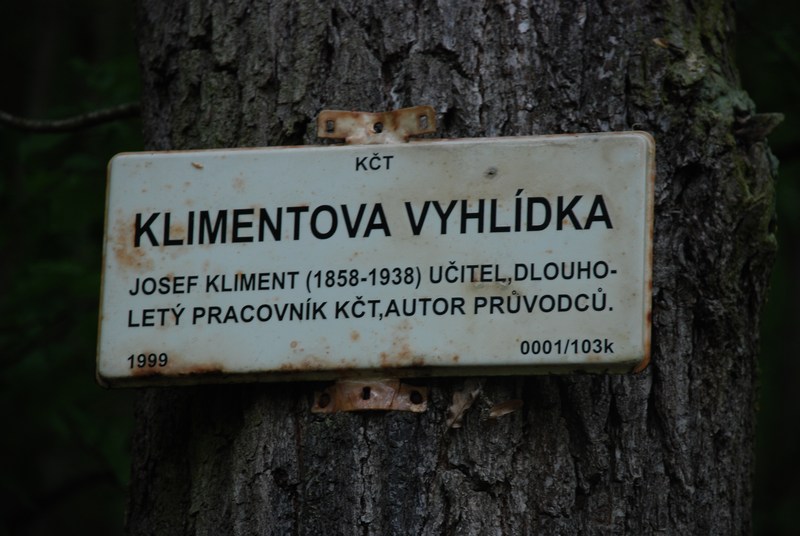 KČT
KLIMENTOVA VYHLÍDKA
JOSEF KLIMENT (1858-1938) UČITEL,DLOUHO-
LETÝ PRACOVNÍK KČT,AUTOR PRŮVODCŮ.
1999 0001/103k